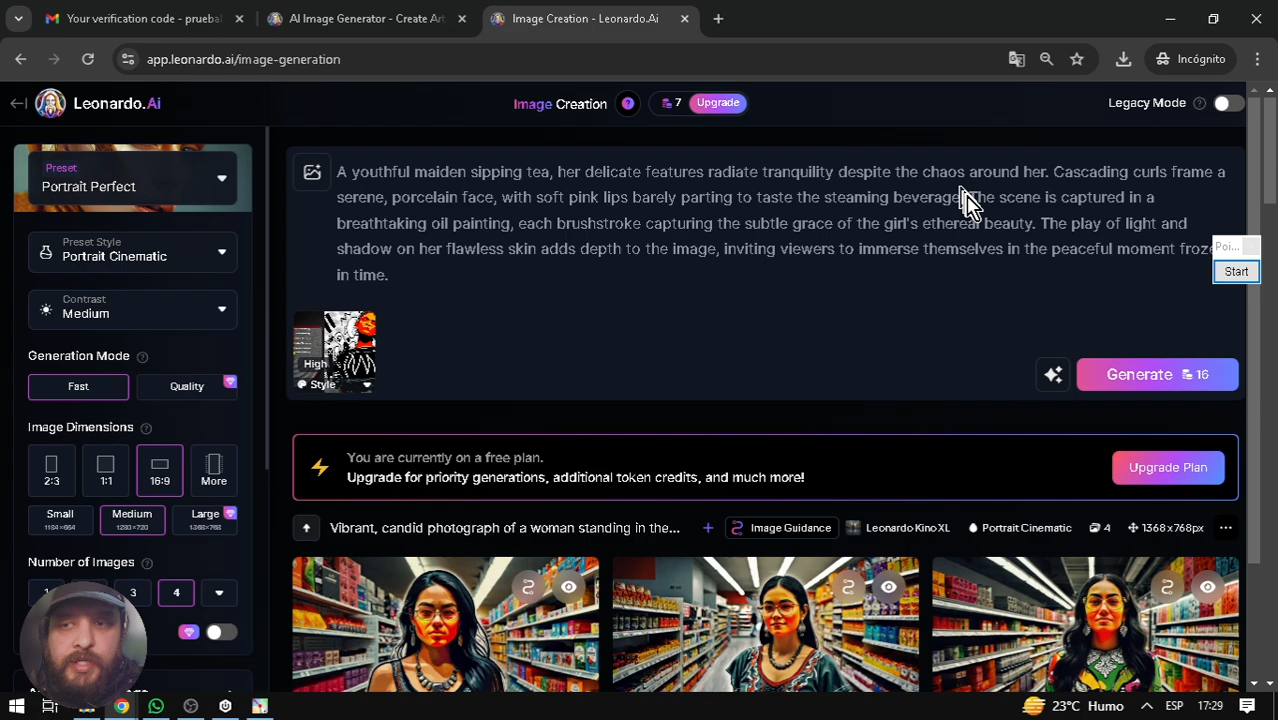 Your verification code - prueba
AI Image Generator - Create Art
Image Creation - Leonardo.Ai
app.leonardo.ai/image-generation
Incógnito
Leonardo.Ai
Image Creation
7
Upgrade
Legacy Mode
Preset
Portrait Perfect
Preset Style
Portrait Cinematic
Contrast
Medium
Generation Mode
Fast
Quality
Image Dimensions
2:3
1:1
16:9
More
Small
1184×664
Medium
1280×720
Large
1368×768
Number of Images
3
4
A youthful maiden sipping tea, her delicate features radiate tranquility despite the chaos around her. Cascading curls frame a
serene, porcelain face, with soft pink lips barely parting to taste the steaming beverage. The scene is captured in a
breathtaking oil painting, each brushstroke capturing the subtle grace of the girl's ethereal beauty. The play of light and
shadow on her flawless skin adds depth to the image, inviting viewers to immerse themselves in the peaceful moment froze
in time.
Poi...
Start
High
Style
Generate
16
You are currently on a free plan.
Upgrade for priority generations, additional token credits, and much more!
Upgrade Plan
Vibrant, candid photograph of a woman standing in the...
Image Guidance
Leonardo Kino XL
Portrait Cinematic
4
1368x768px
23°C Humo
ESP
17:29